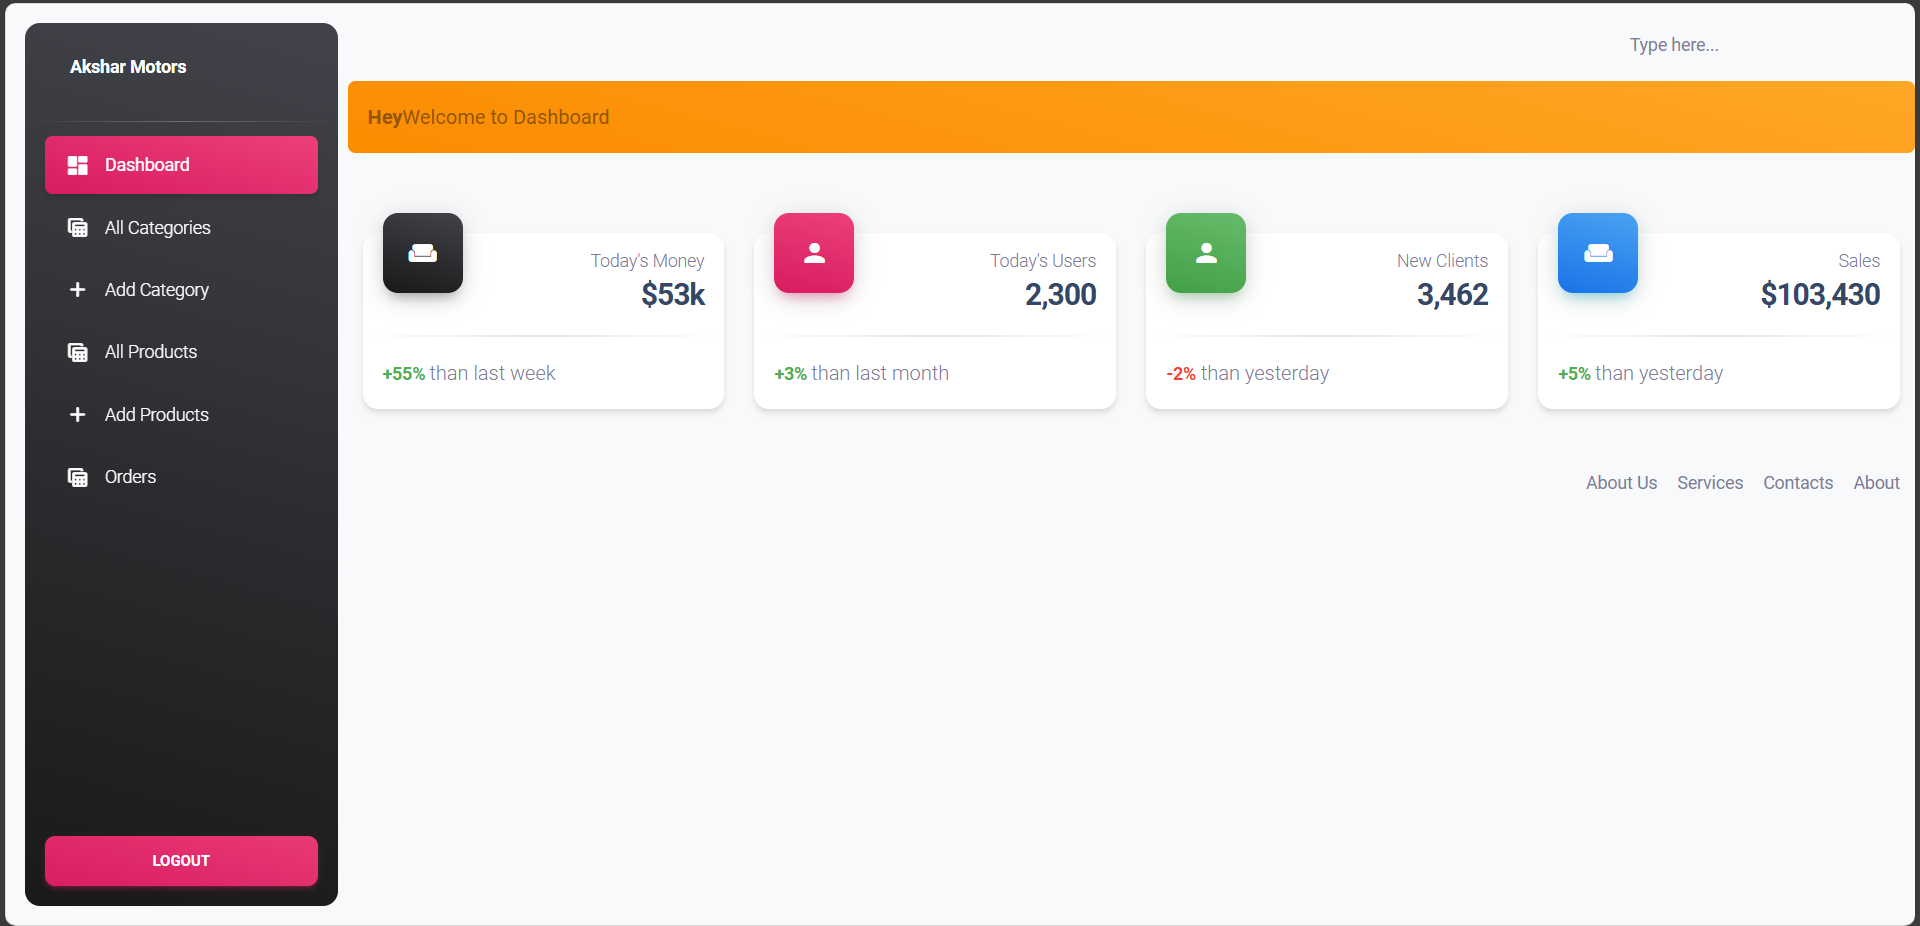 Akshar Motors
Dashboard
All Categories
Add Category
All Products
Add Products
Orders
LOGOUT
Type here...
HeyWelcome to Dashboard
Today's Money
$53k
+55% than last week
Today's Users
2,300
+3% than last month
New Clients
3,462
-2% than yesterday
Sales
$103,430
+5% than yesterday
About Us Services Contacts About